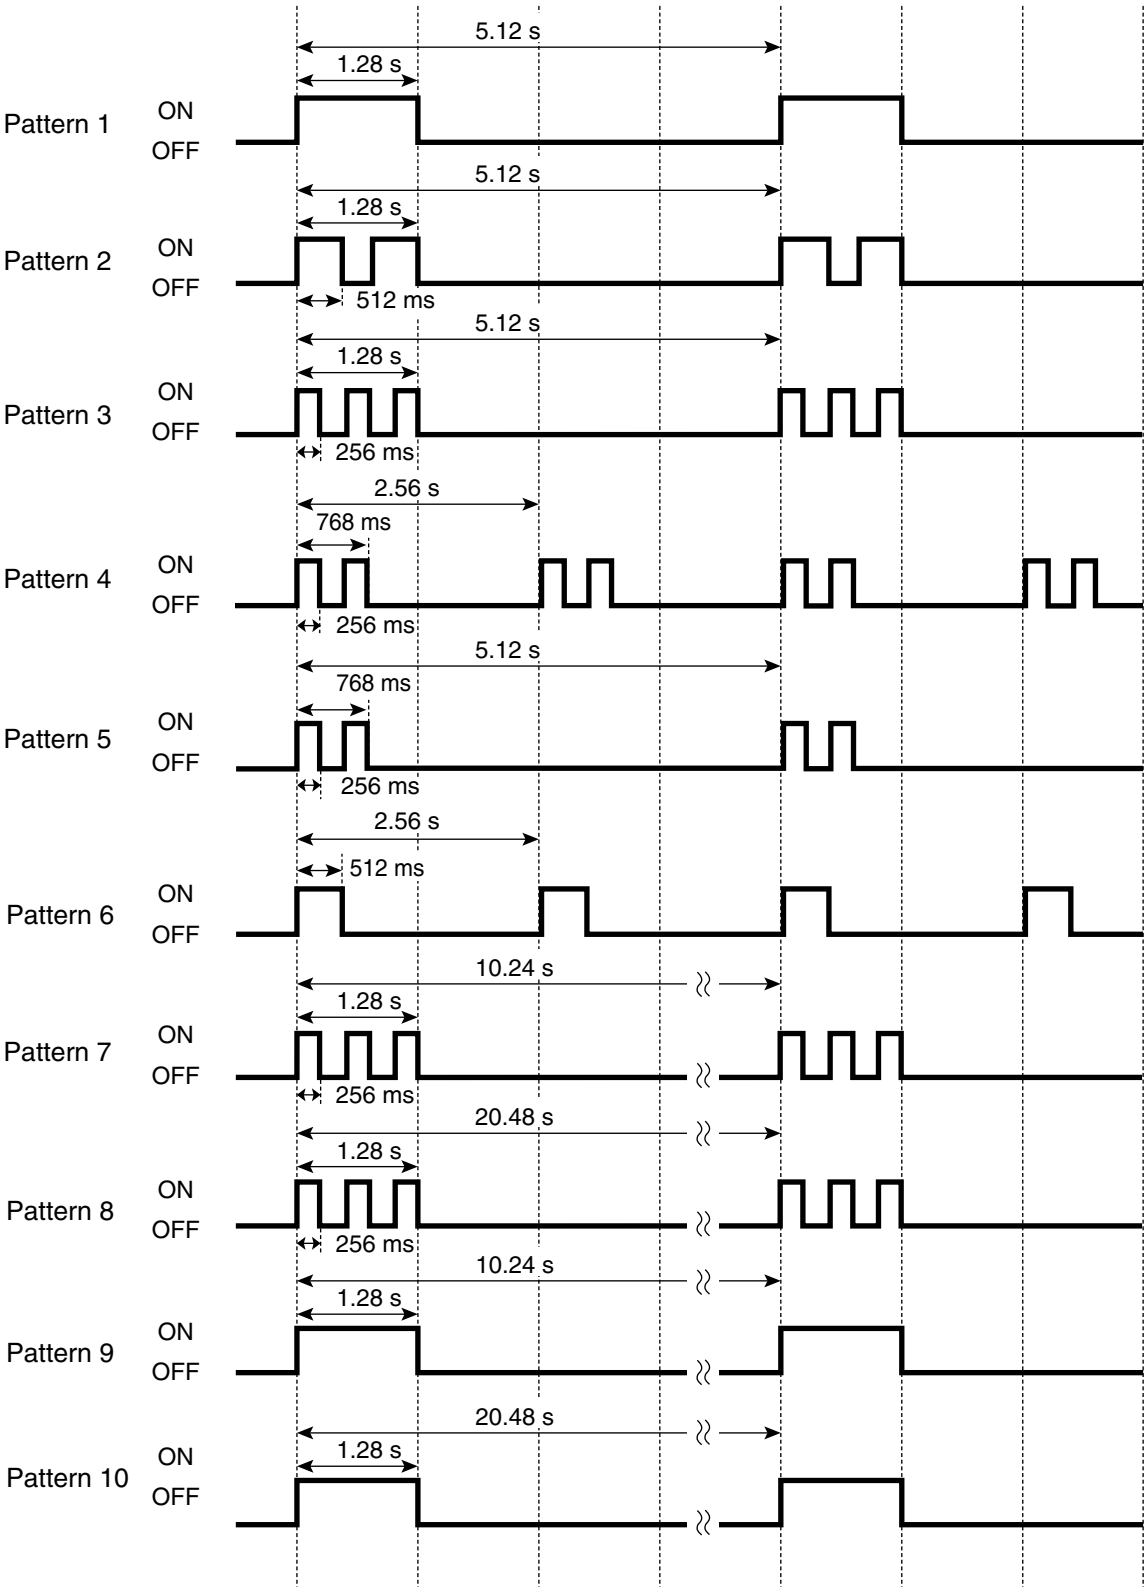 5.12 s
1.28 s
Pattern 1
ON
OFF
5.12 s
1.28 s
Pattern 2
ON
OFF
512 ms
5.12 s
1.28 s
Pattern 3
ON
OFF
256 ms
2.56 s
768 ms
Pattern 4
ON
OFF
256 ms
5.12 s
768 ms
Pattern 5
ON
OFF
256 ms
2.56 s
512 ms
Pattern 6
ON
OFF
10.24 s
1.28 s
Pattern 7
ON
OFF
256 ms
20.48 s
1.28 s
Pattern 8
ON
OFF
256 ms
10.24 s
1.28 s
Pattern 9
ON
OFF
20.48 s
1.28 s
Pattern 10
ON
OFF